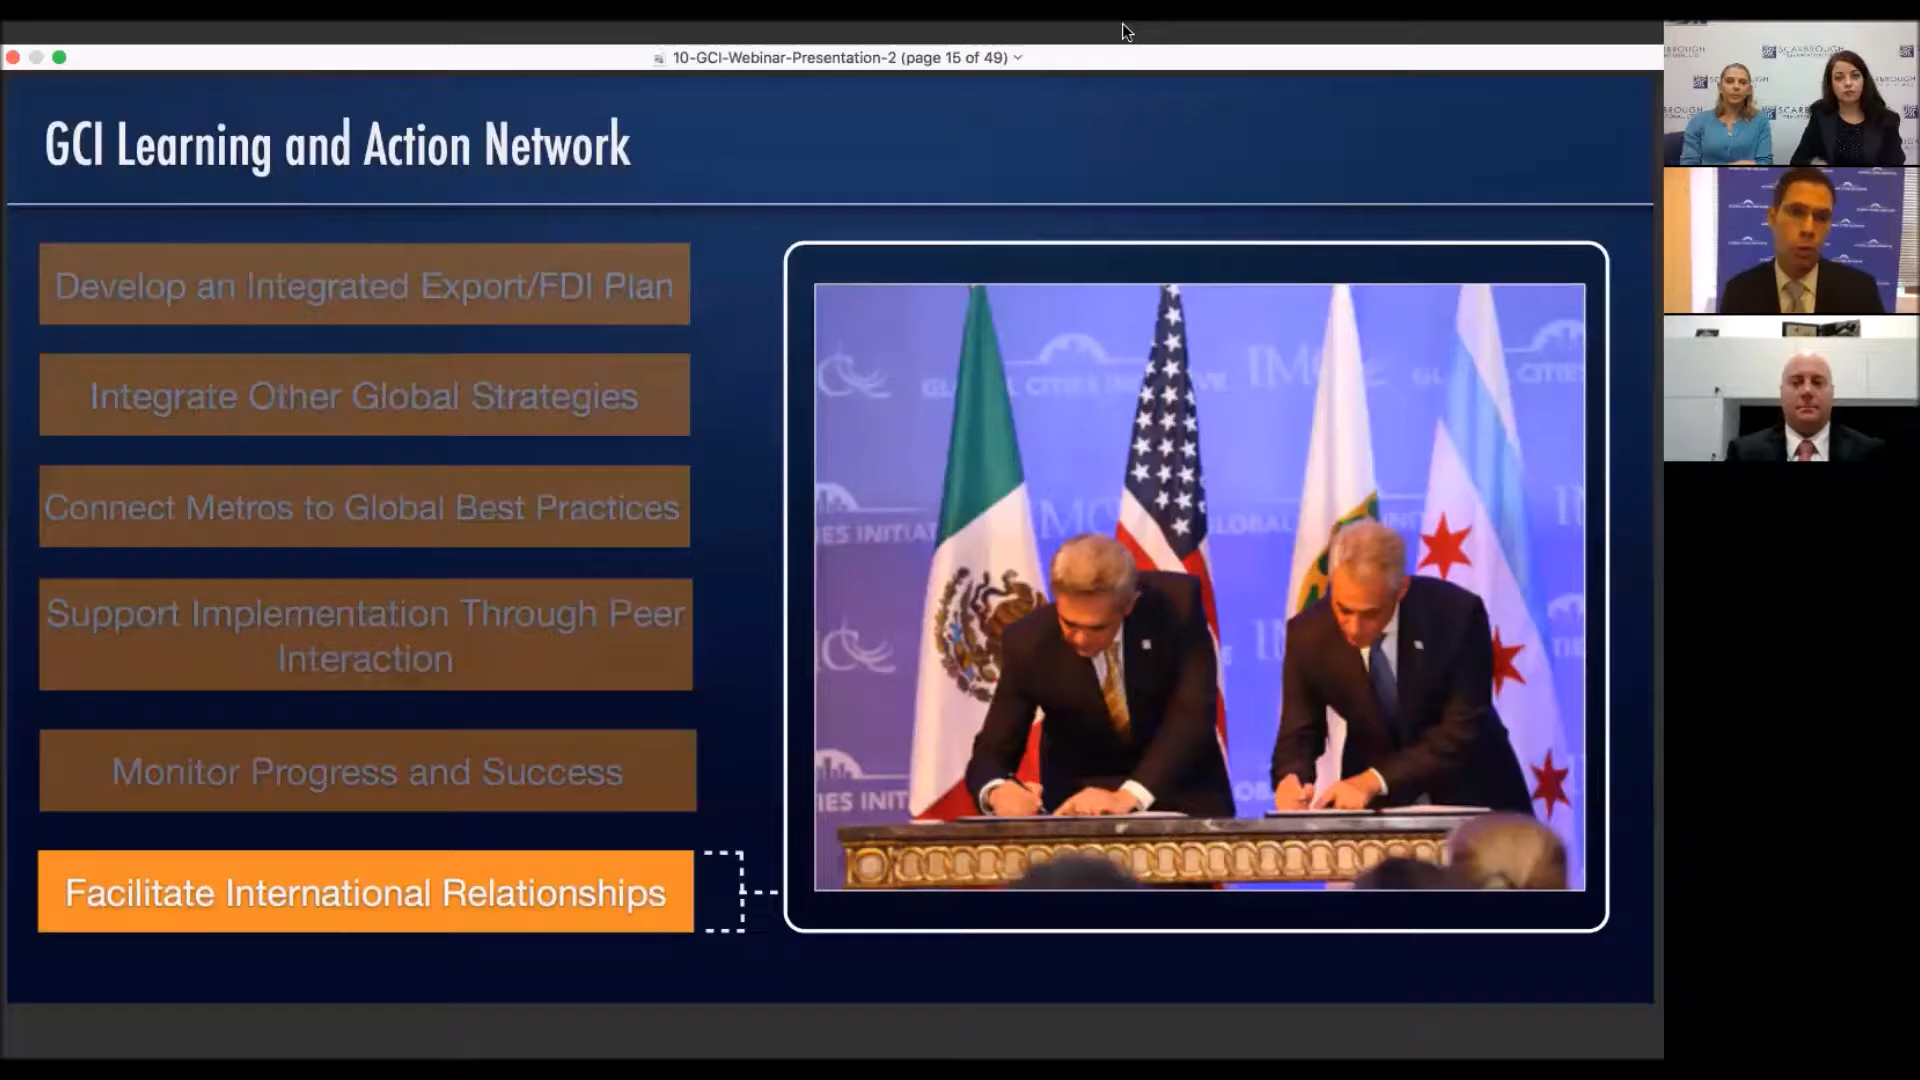 10-GCI-Webinar-Presentation-2 (page 15 of 49)
GCI Learning and Action Network
Develop an Integrated Export/FDI Plan
Integrate Other Global Strategies
Connect Metros to Global Best Practices
Support Implementation Through Peer
Interaction
Monitor Progress and Success
Facilitate International Relationships